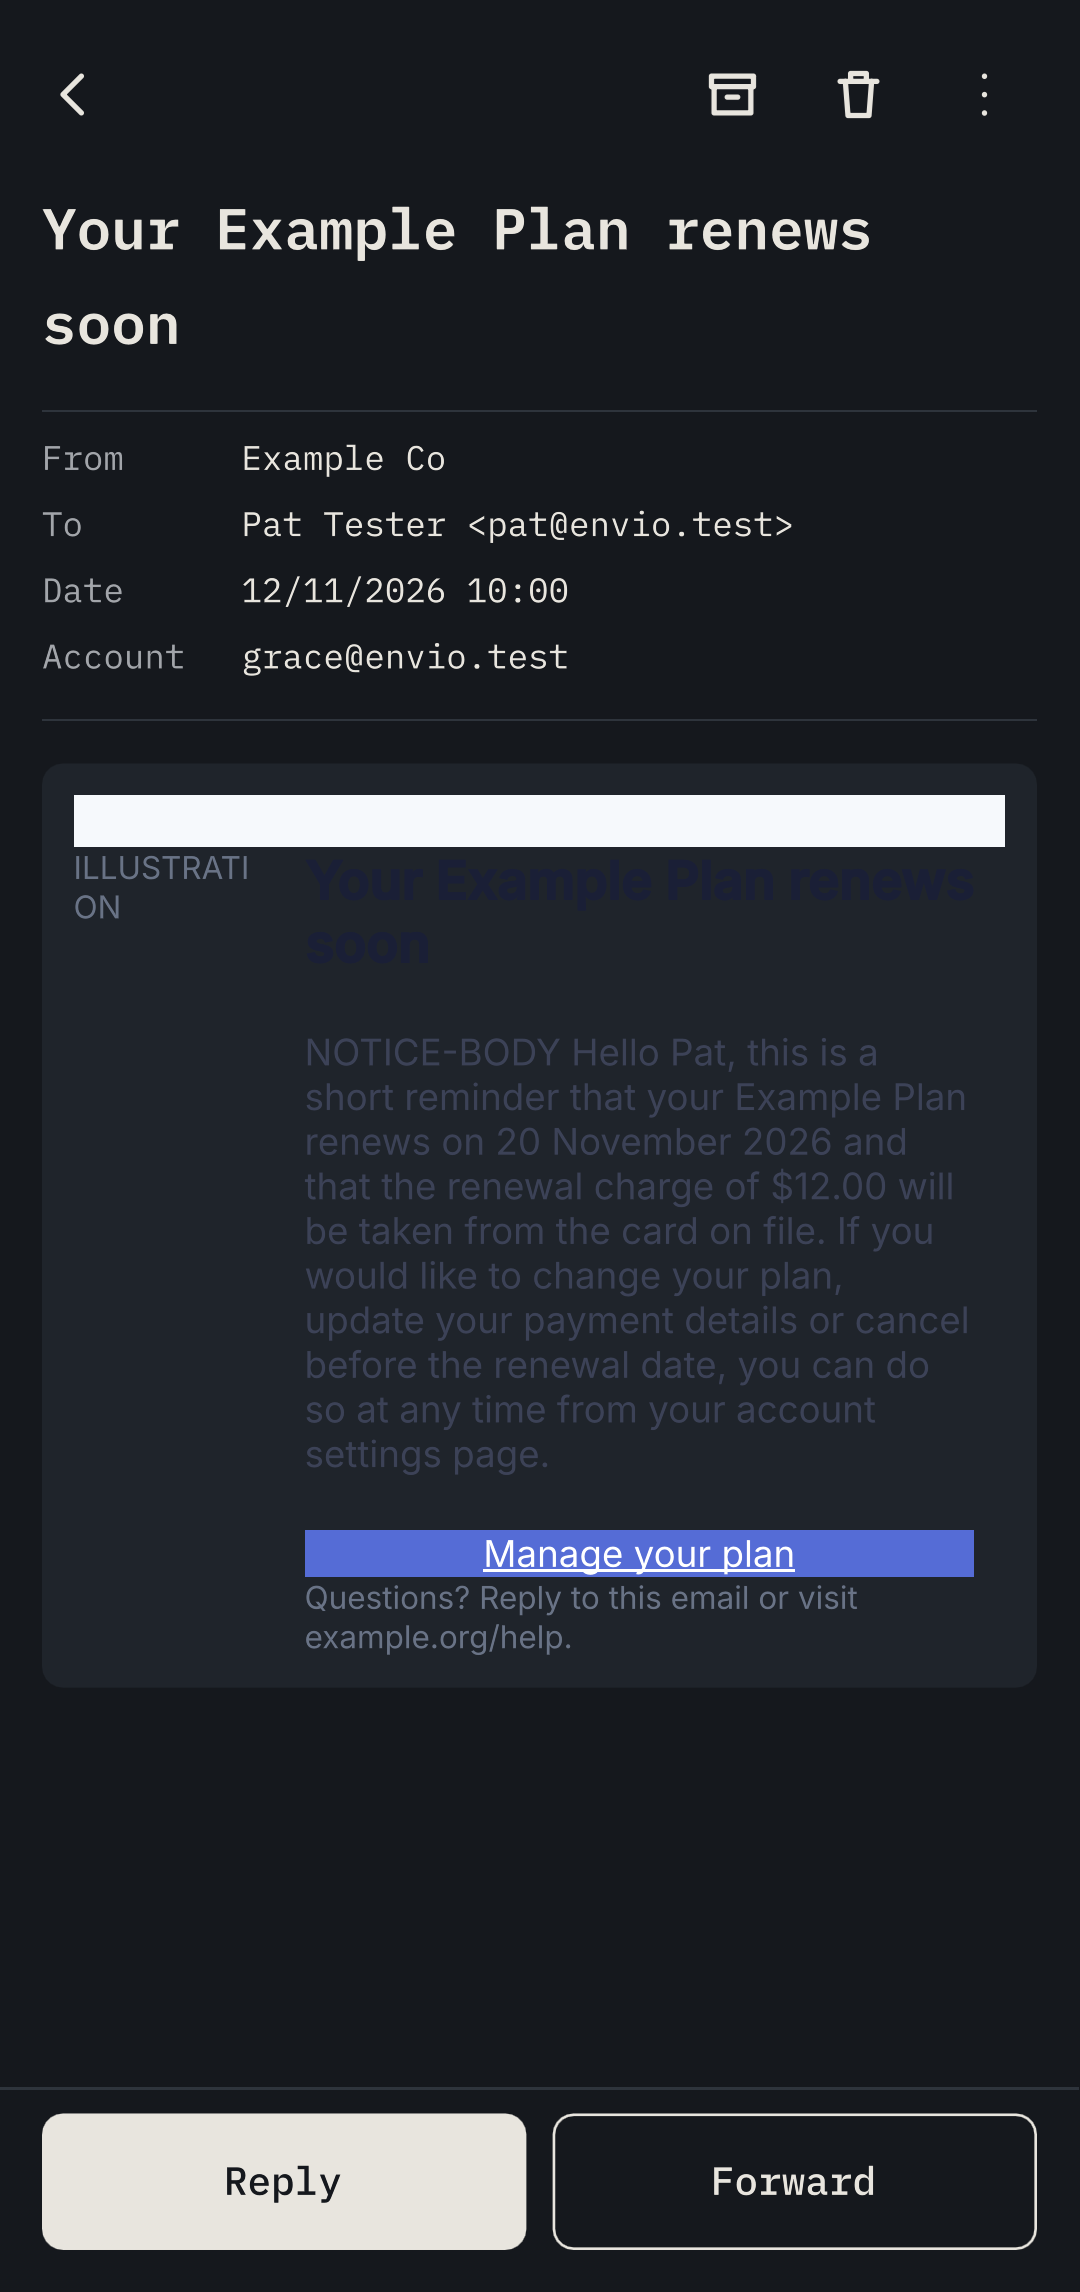 Your Example Plan renews
soon
From Example Co
To Pat Tester <pat@envio.test>
Date 12/11/2026 10:00
Account grace@envio.test
ILLUSTRATI
ON
Your Example Plan renews
soon
NOTICE-BODY Hello Pat, this is a
short reminder that your Example Plan
renews on 20 November 2026 and
that the renewal charge of $12.00 will
be taken from the card on file. If you
would like to change your plan,
update your payment details or cancel
before the renewal date, you can do
so at any time from your account
settings page.
Manage your plan
Questions? Reply to this email or visit
example.org/help.
Reply Forward